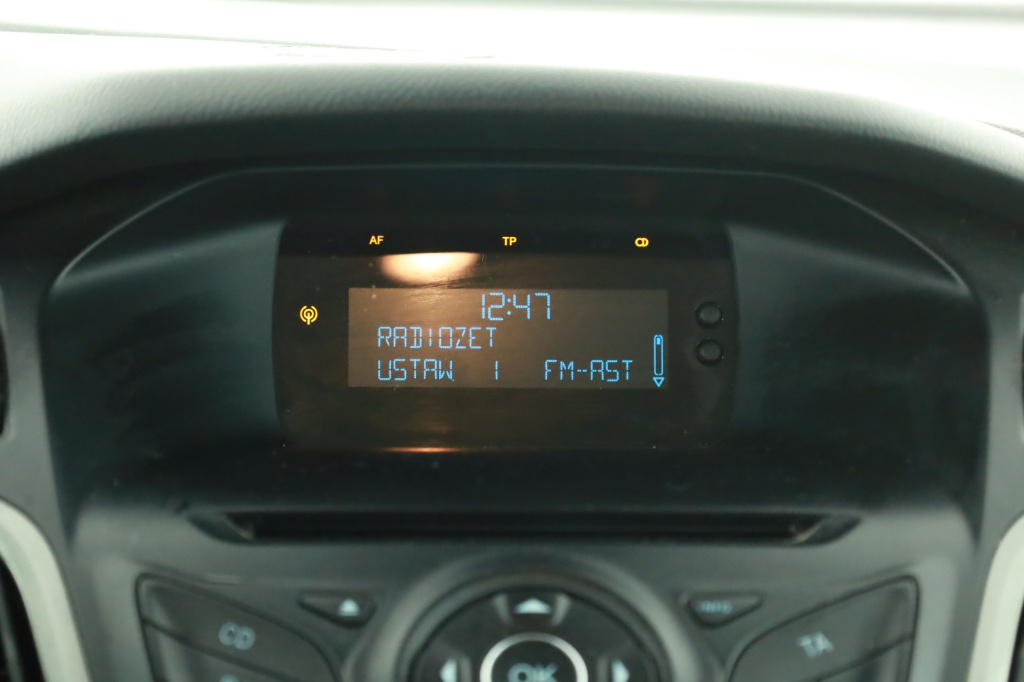 AF TP
12:47
RADIOZET
USTAW 1 FM-AST
CD TA
OK